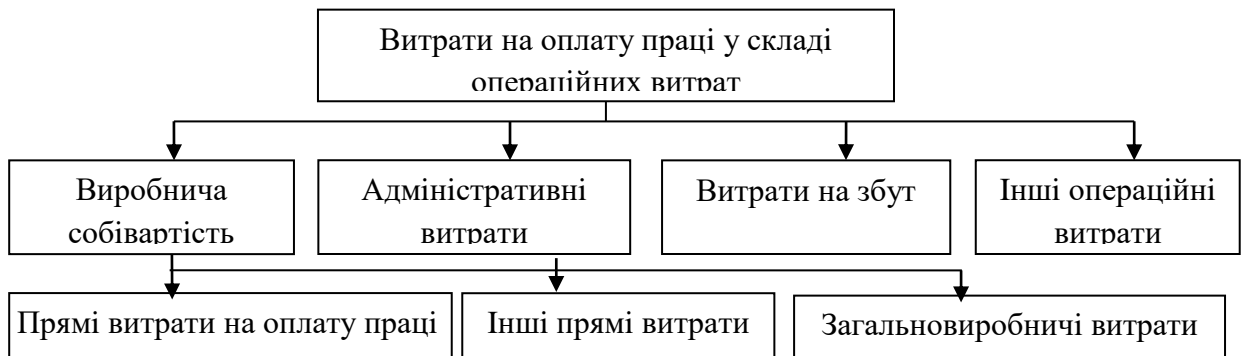 Витрати на оплату праці у складі
операційних витрат
Виробнича
собівартість
Адміністративні
витрати
Витрати на збут
Інші операційні
витрати
Прямі витрати на оплату праці
Інші прямі витрати
Загальновиробничі витрати